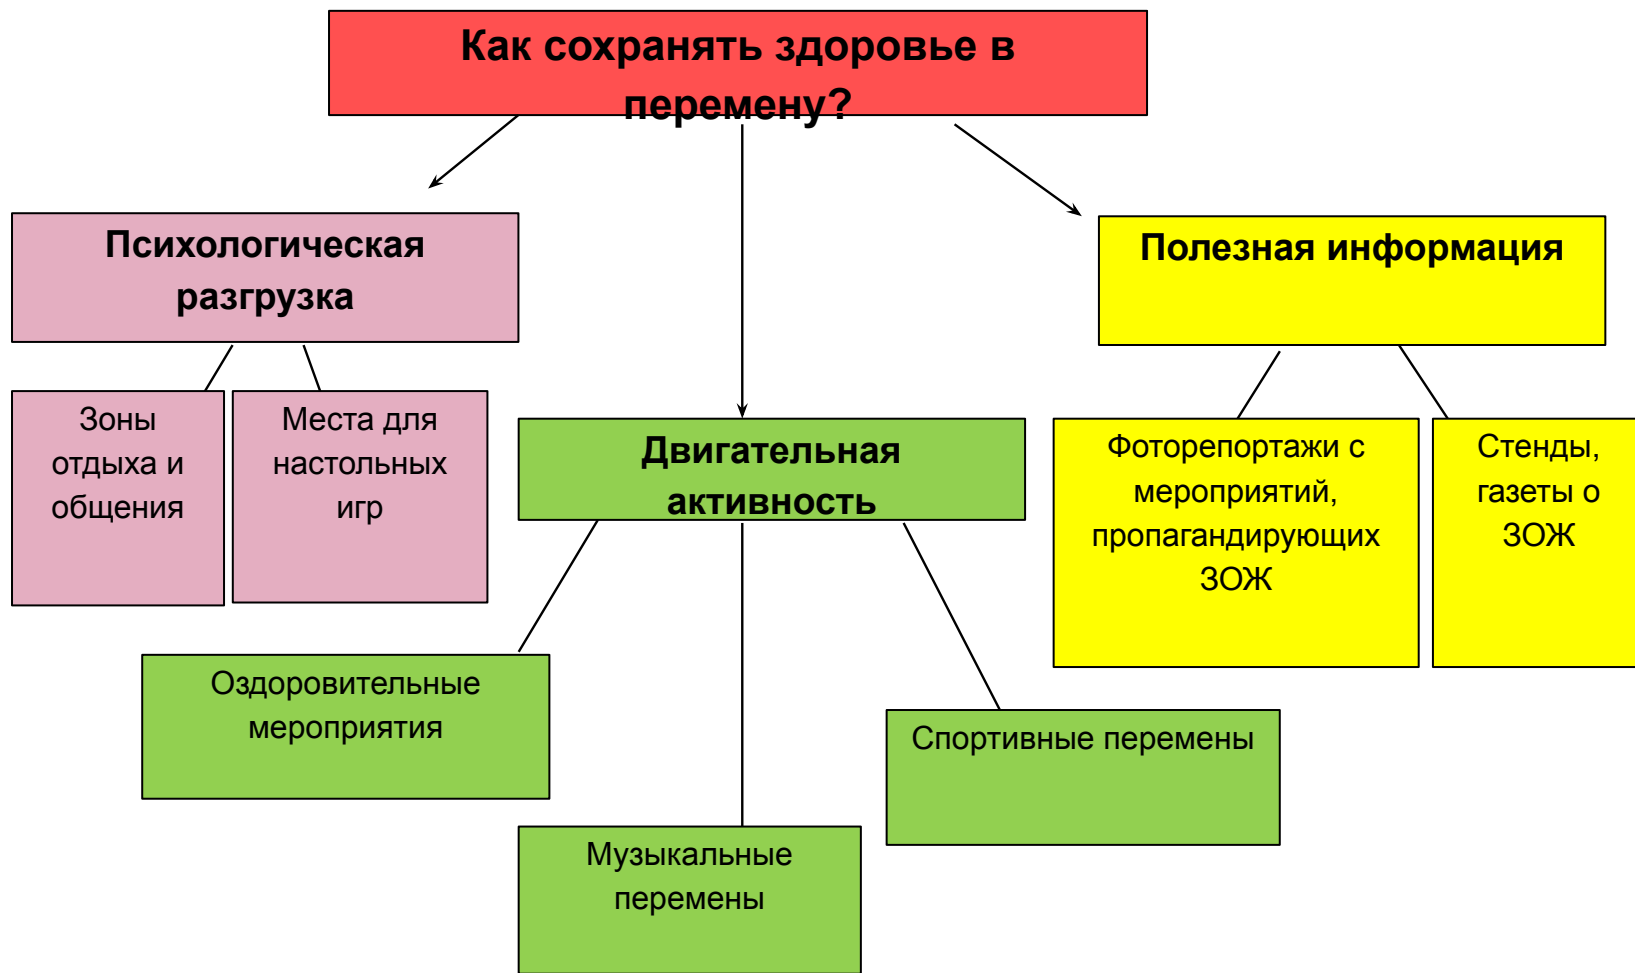 Как сохранять здоровье в
перемену?
Психологическая
разгрузка
Полезная информация
Зоны
отдыха и
общения
Места для
настольных
игр
Двигательная
активность
Фоторепортажи с
мероприятий,
пропагандирующих
ЗОЖ
Стенды,
газеты о
ЗОЖ
Оздоровительные
мероприятия
Спортивные перемены
Музыкальные
перемены